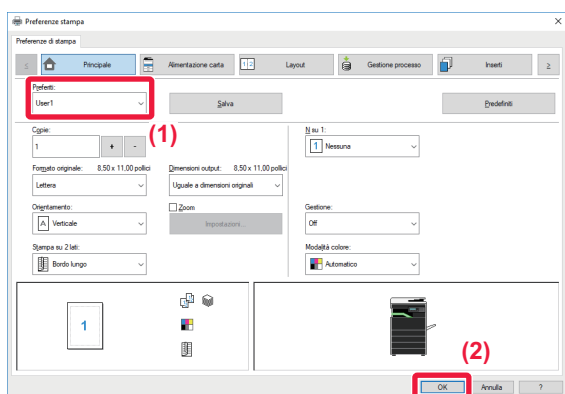 Preferenze stampa
Preferenze di stampa
≤ Principale Alimentazione carta 1 2 Layout Gestione processo Inserti ≥
Preferiti:
User1 Salva Predefiniti
(1)
Copie: N su 1:
1 + - 1 Nessuna
Formato originale: 8.50 x 11.00 pollici Dimensioni output: 8.50 x 11.00 pollici
Lettera Uguale a dimensioni originali
Orientamento: Zoom Gestione:
A Verticale Impostazioni... Off
Stampa su 2 lati: Modalità colore:
Bordo lungo Automatico
1
(2)
OK Annulla ?